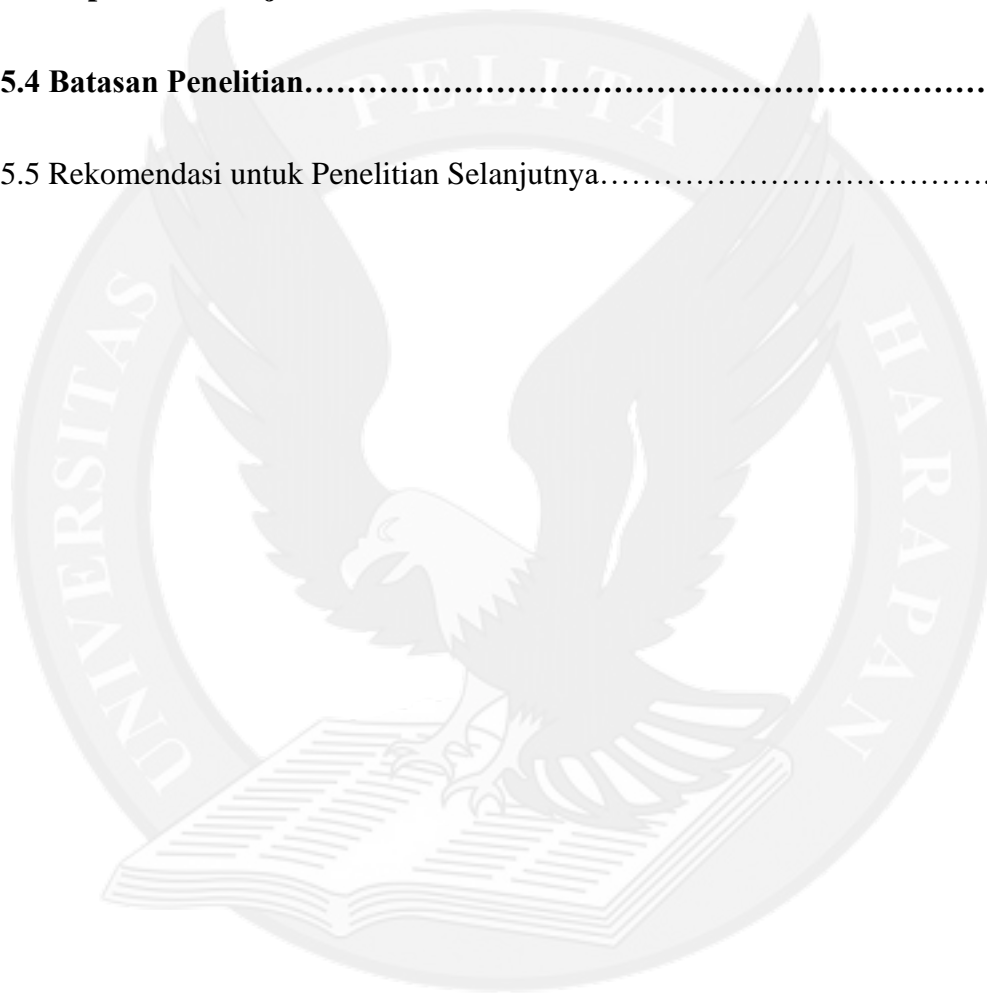 5.4 Batasan Penelitian……………………………………………………………
5.5 Rekomendasi untuk Penelitian Selanjutnya……………………………….
UNIVERSITAS PELITA HARAPAN